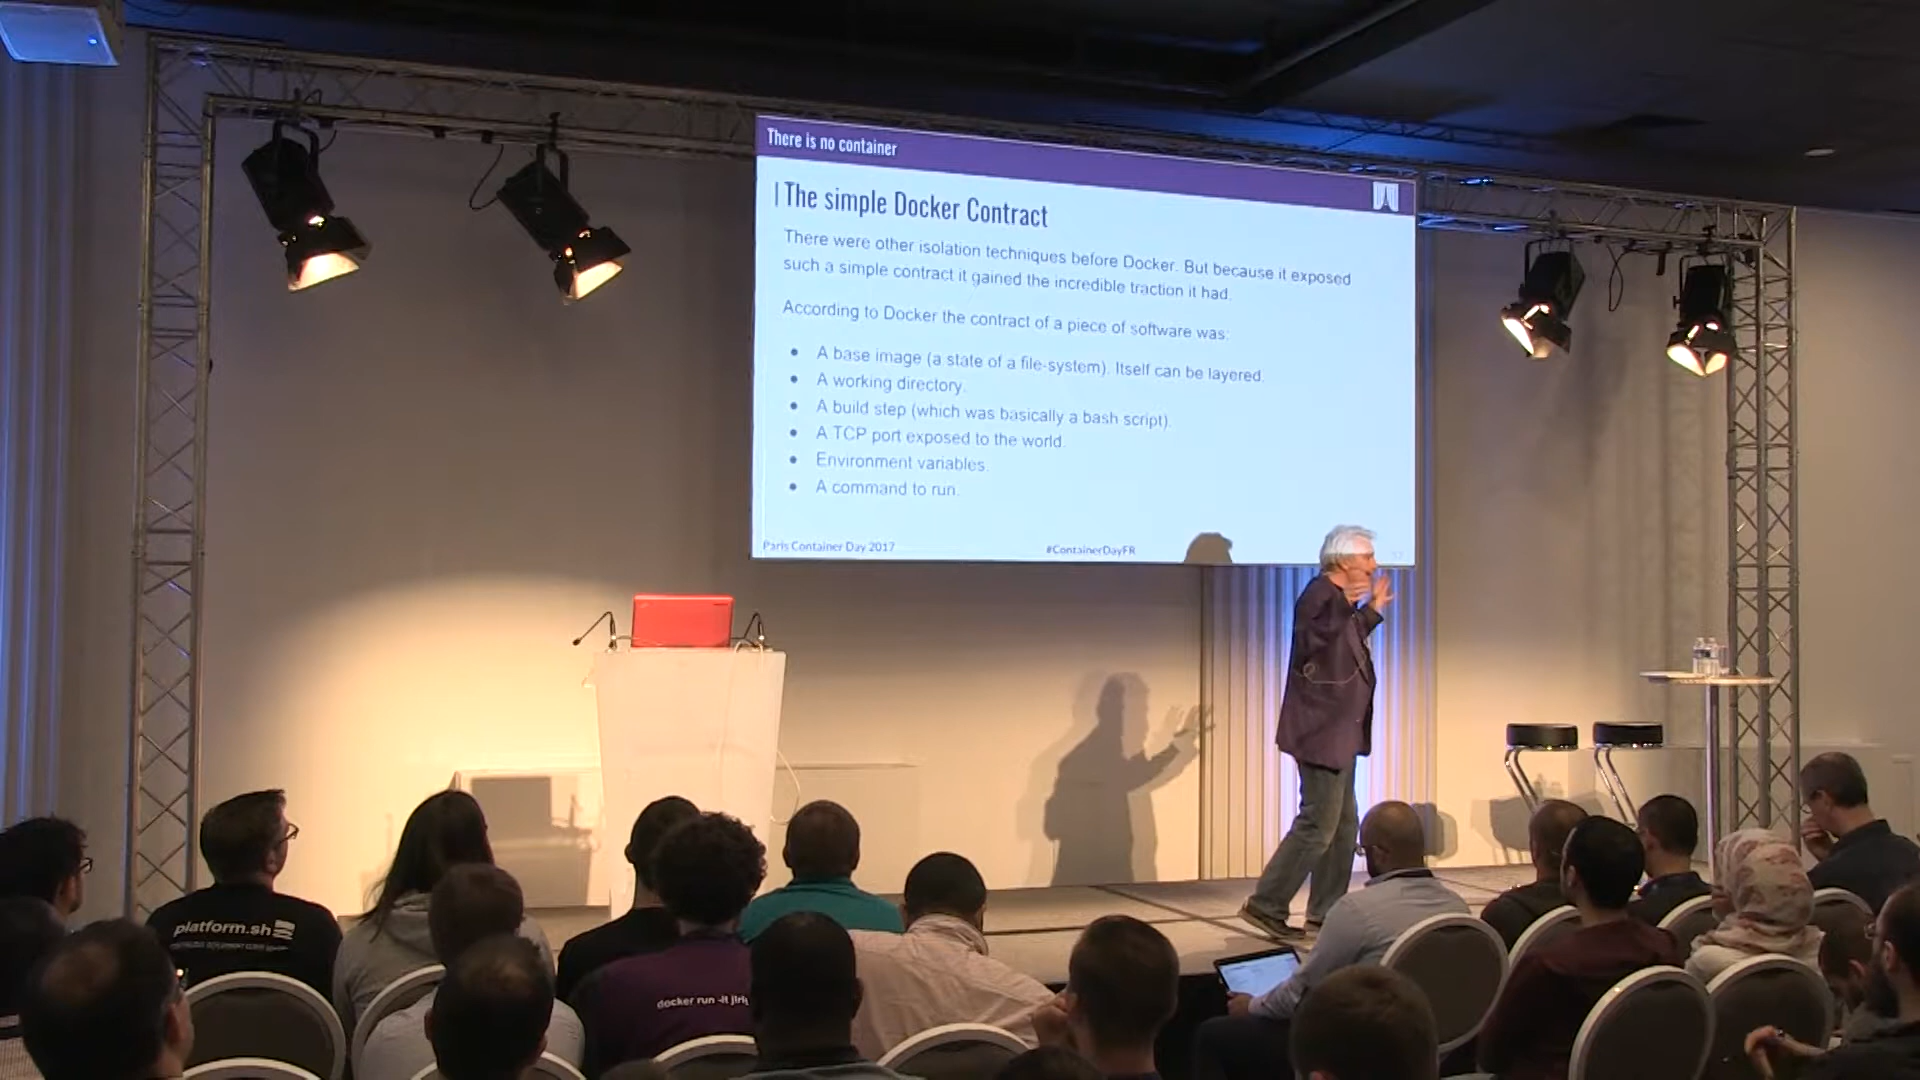 There is no container
The simple Docker Contract
There were other isolation techniques before Docker. But because it exposed
such a simple contract it gained the incredible traction it had.
According to Docker the contract of a piece of software was:
● A base image (a state of a file-system). Itself can be layered.
● A working directory.
● A build step (which was basically a bash script).
● A TCP port exposed to the world.
● Environment variables.
● A command to run.
Paris Container Day 2017
#ContainerDayFR
platform.sh
docker run -it